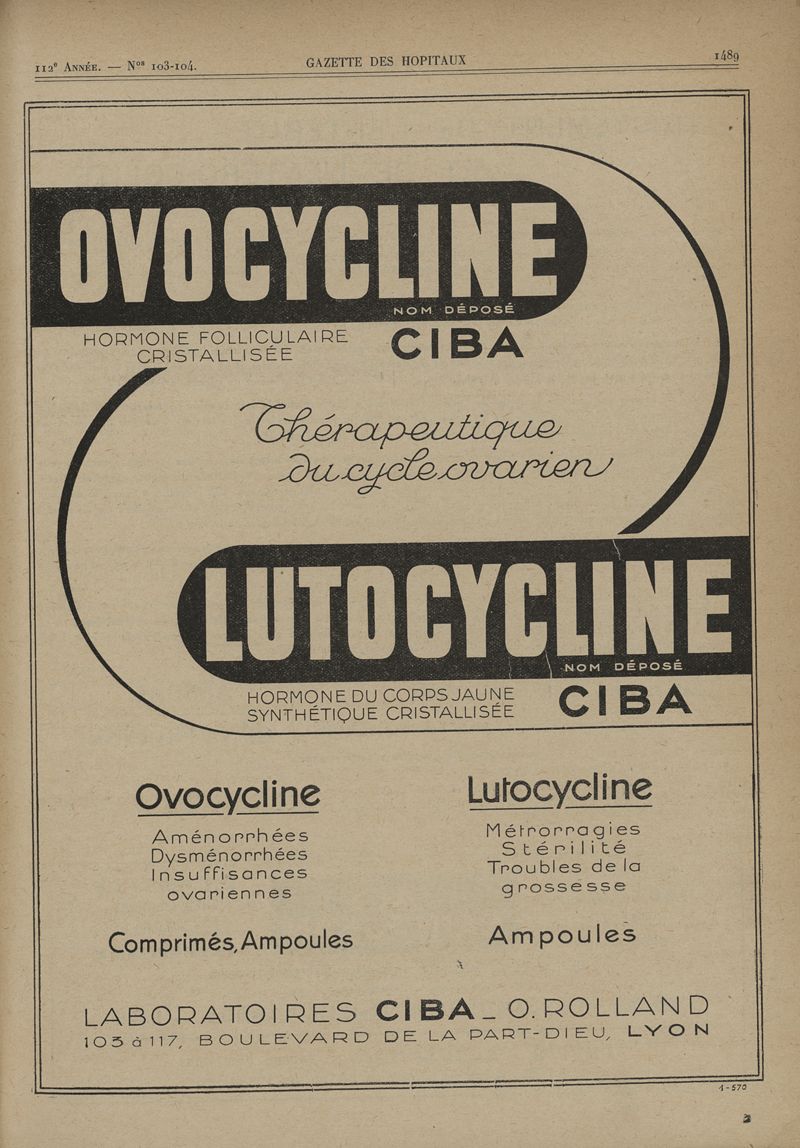 112e ANNÉE. — Nos 103-104.
GAZETTE DES HOPITAUX
1489
OVOCYCLINE
NOM DÉPOSÉ
HORMONE FOLLICULAIRE
CRISTALLISÉE
CIBA
Thérapeutique
du cycle ovarien
LUTOCYCLINE
NOM DÉPOSÉ
HORMONE DU CORPS JAUNE
SYNTHÉTIQUE CRISTALLISÉE
CIBA
Ovocycline
Aménorrhées
Dysménorrhées
Insuffisances
ovariennes
Comprimés, Ampoules
Lutocycline
Métrorragies
Stérilité
Troubles de la
grossesse
Ampoules
LABORATOIRES CIBA_O. ROLLAND
103 à 117, BOULEVARD DE LA PART-DIEU, LYON
1-570